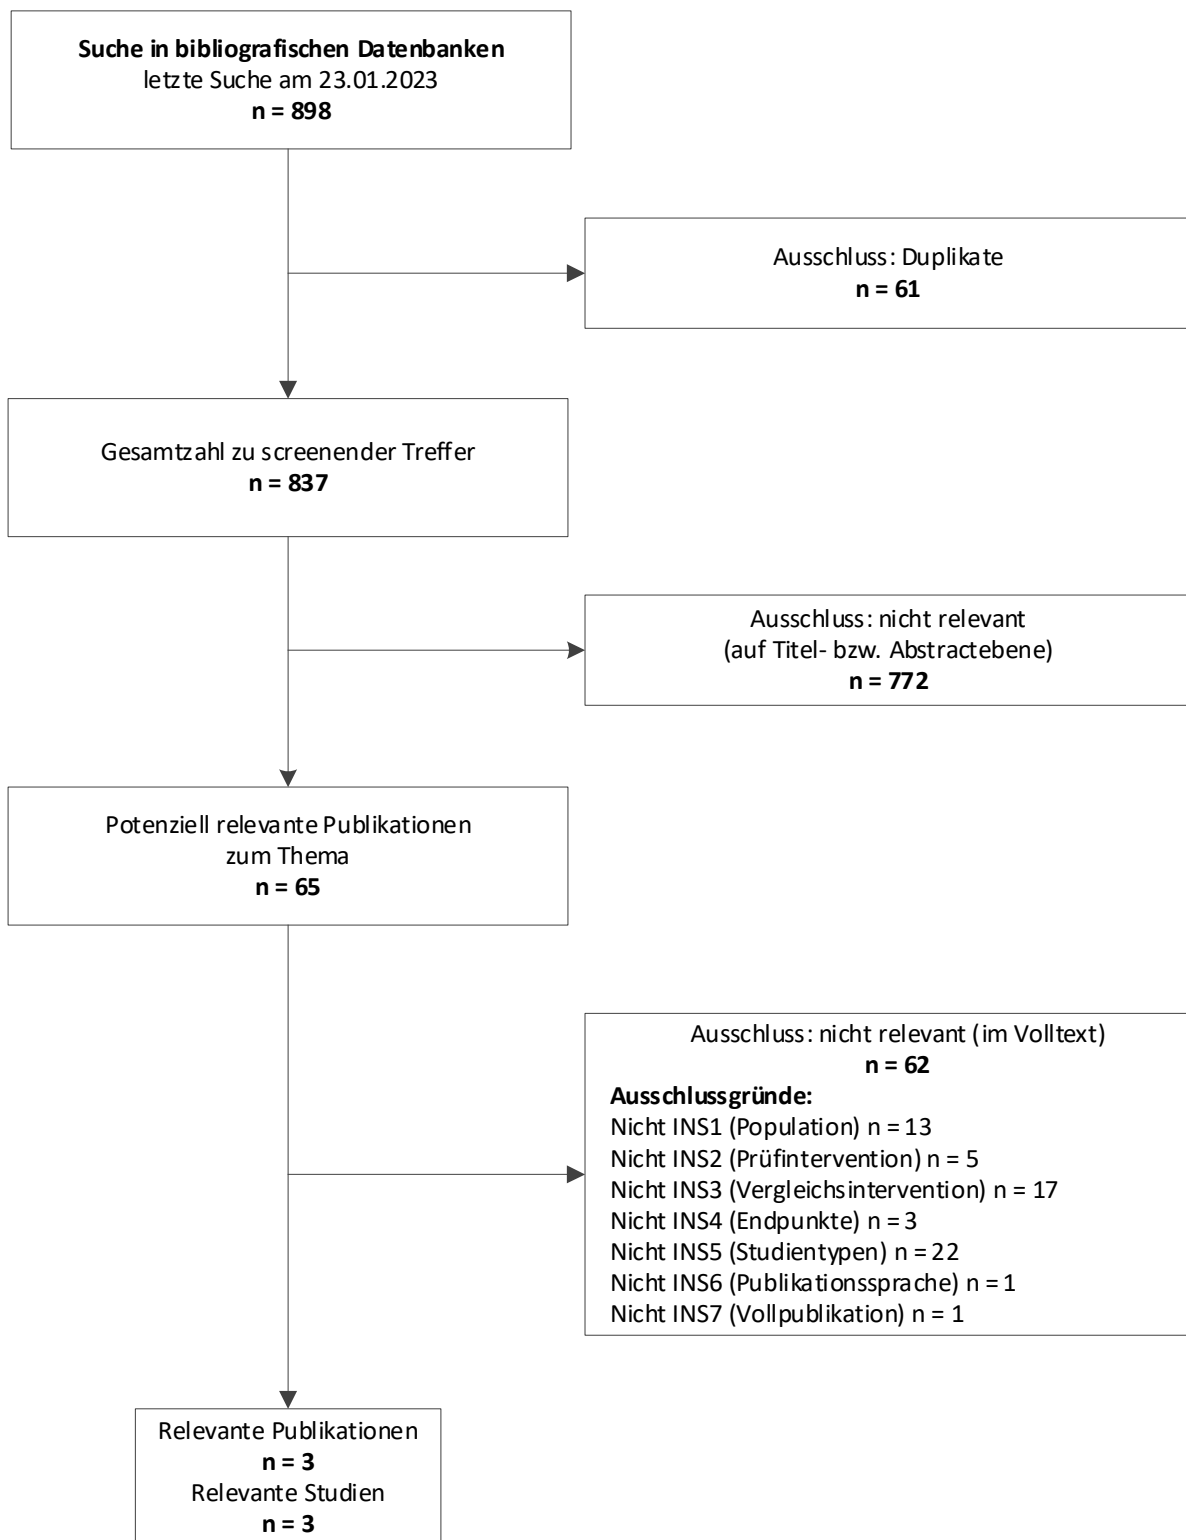 Suche in bibliografischen Datenbanken
letzte Suche am 23.01.2023
n = 898
Ausschluss: Duplikate
n = 61
Gesamtzahl zu screenender Treffer
n = 837
Ausschluss: nicht relevant
(auf Titel- bzw. Abstractebene)
n = 772
Potenziell relevante Publikationen
zum Thema
n = 65
Ausschluss: nicht relevant (im Volltext)
n = 62
Ausschlussgründe:
Nicht INS1 (Population) n = 13
Nicht INS2 (Prüfintervention) n = 5
Nicht INS3 (Vergleichsintervention) n = 17
Nicht INS4 (Endpunkte) n = 3
Nicht INS5 (Studientypen) n = 22
Nicht INS6 (Publikationssprache) n = 1
Nicht INS7 (Vollpublikation) n = 1
Relevante Publikationen
n = 3
Relevante Studien
n = 3